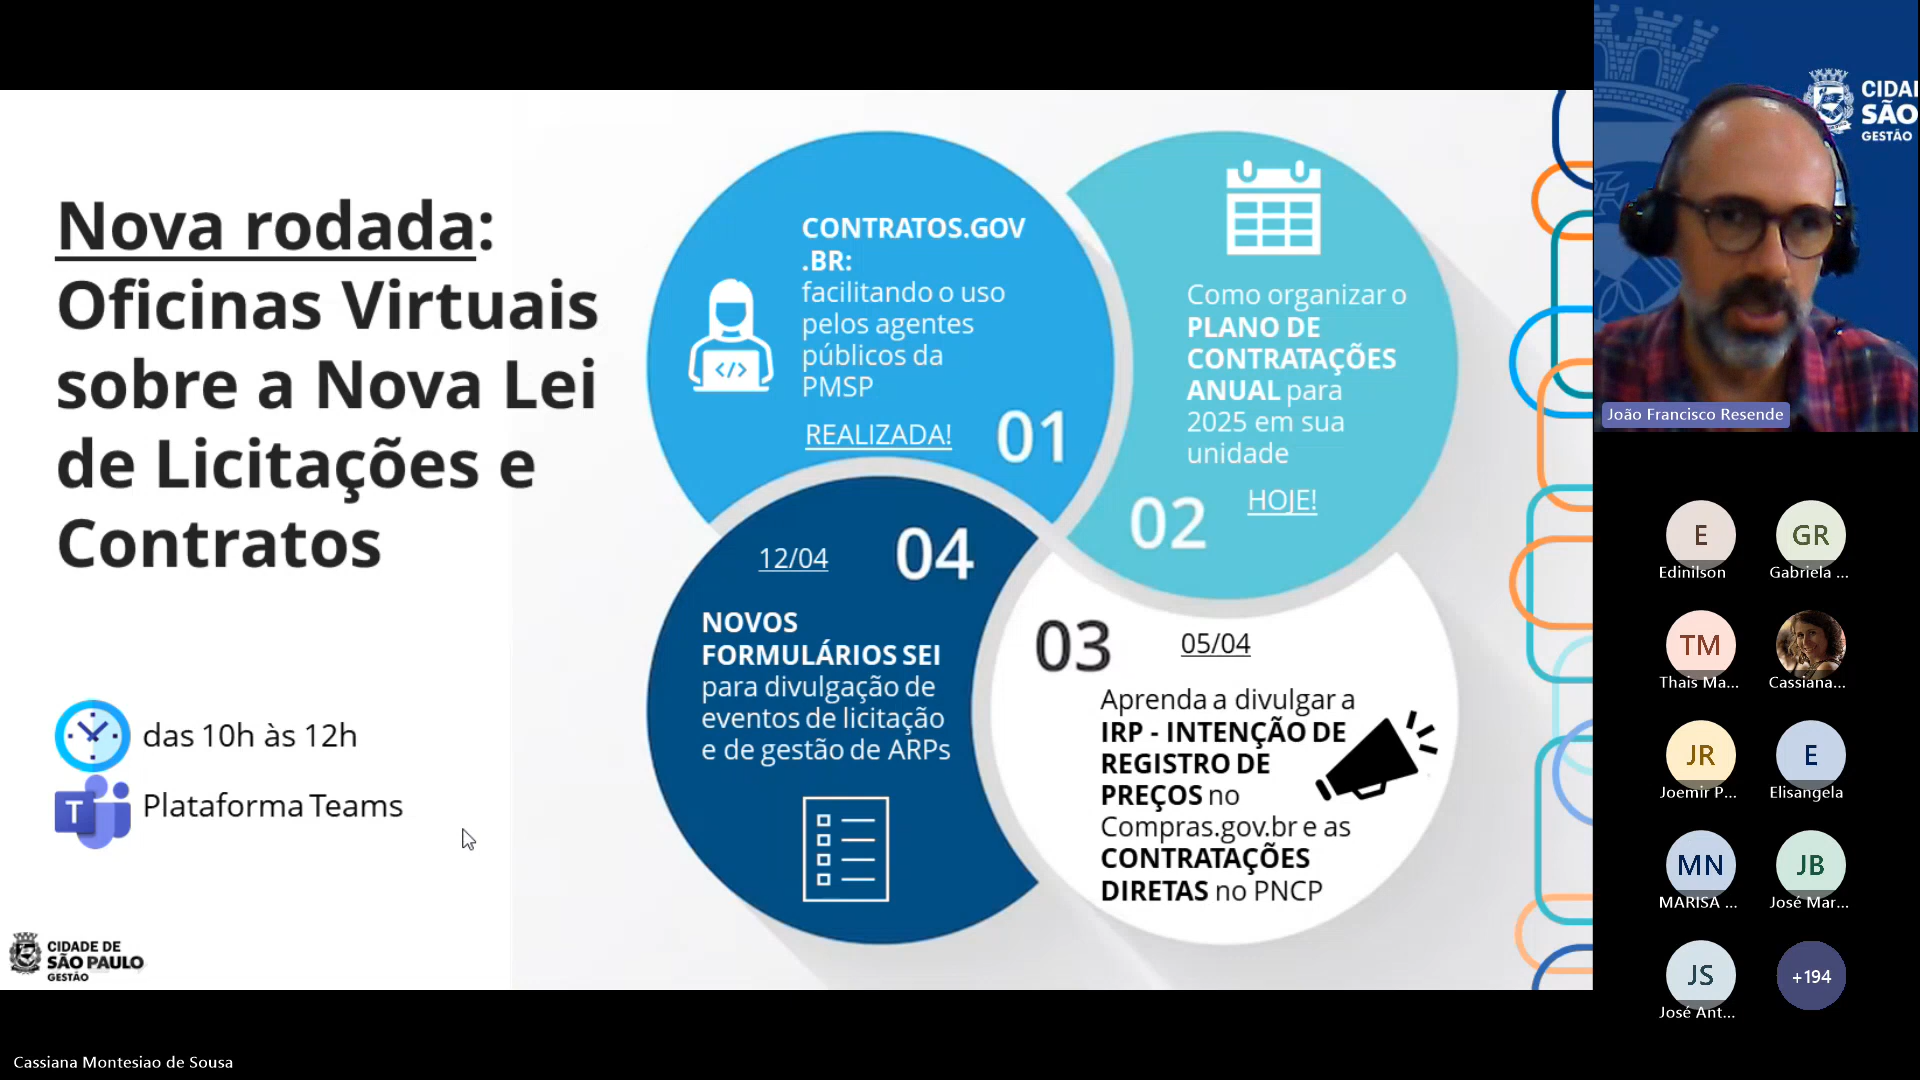 Nova rodada:
Oficinas Virtuais
sobre a Nova Lei
de Licitações e
Contratos
das 10h às 12h
T
Plataforma Teams
CIDADE DE
SÃO PAULO
GESTÃO
CONTRATOS.GOV
.BR:
facilitando o uso
pelos agentes
públicos da
PMSP
REALIZADA!
01
</>
Como organizar o
PLANO DE
CONTRATAÇÕES
ANUAL para
2025 em sua
unidade
HOJE!
02
03
05/04
Aprenda a divulgar a
IRP - INTENÇÃO DE
REGISTRO DE
PREÇOS no
Compras.gov.br e as
CONTRATAÇÕES
DIRETAS no PNCP
12/04
04
NOVOS
FORMULÁRIOS SEI
para divulgação de
eventos de licitação
e de gestão de ARPs
CIDA
SÃO
GESTÃO
João Francisco Resende
E
Edinilson
GR
Gabriela ...
TM
Thais Ma...
Cassiana...
JR
Joemir P...
E
Elisangela
MN
MARISA ...
JB
José Mar...
JS
José Ant...
+194
Cassiana Montesiao de Sousa